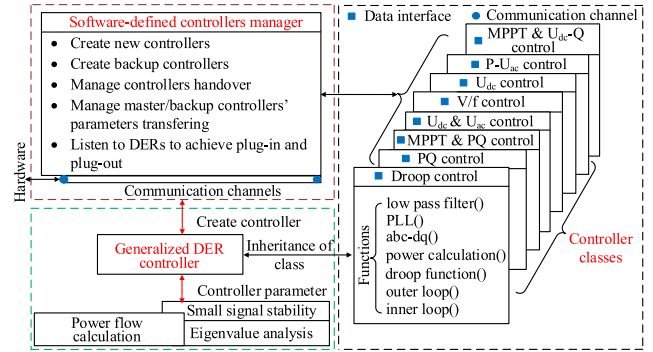 Software-defined controllers manager
• Create new controllers
• Create backup controllers
• Manage controllers handover
• Manage master/backup controllers'
parameters transfering
• Listen to DERs to achieve plug-in and
plug-out
Hardware
Communication channels
Create controller
Generalized DER
controller
Inheritance of
class
Controller parameter
Small signal stability
Power flow
calculation
Eigenvalue analysis
Data interface
Communication channel
MPPT & Udc-Q
control
P-Uac control
Udc control
V/f control
Udc & Uac control
MPPT & PQ control
PQ control
Droop control
Functions
low pass filter()
PLL()
abc-dq()
power calculation()
droop function()
outer loop()
inner loop()
Controller
classes